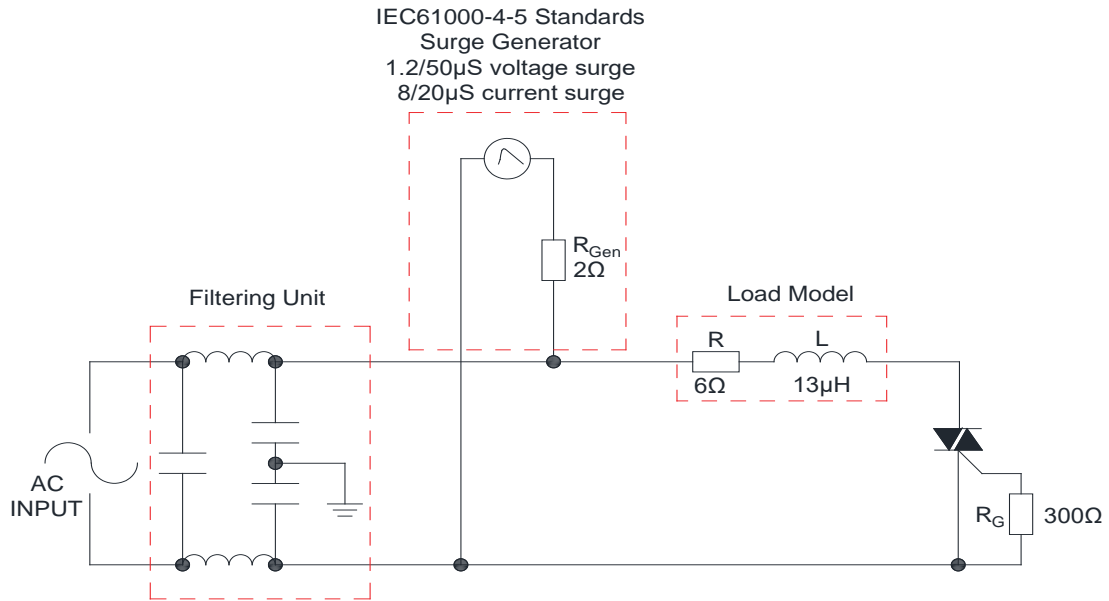 IEC61000-4-5 Standards
Surge Generator
1.2/50µS voltage surge
8/20µS current surge
R_Gen
2Ω
Filtering Unit
Load Model
R
L
6Ω
13µH
AC
INPUT
R_G
300Ω